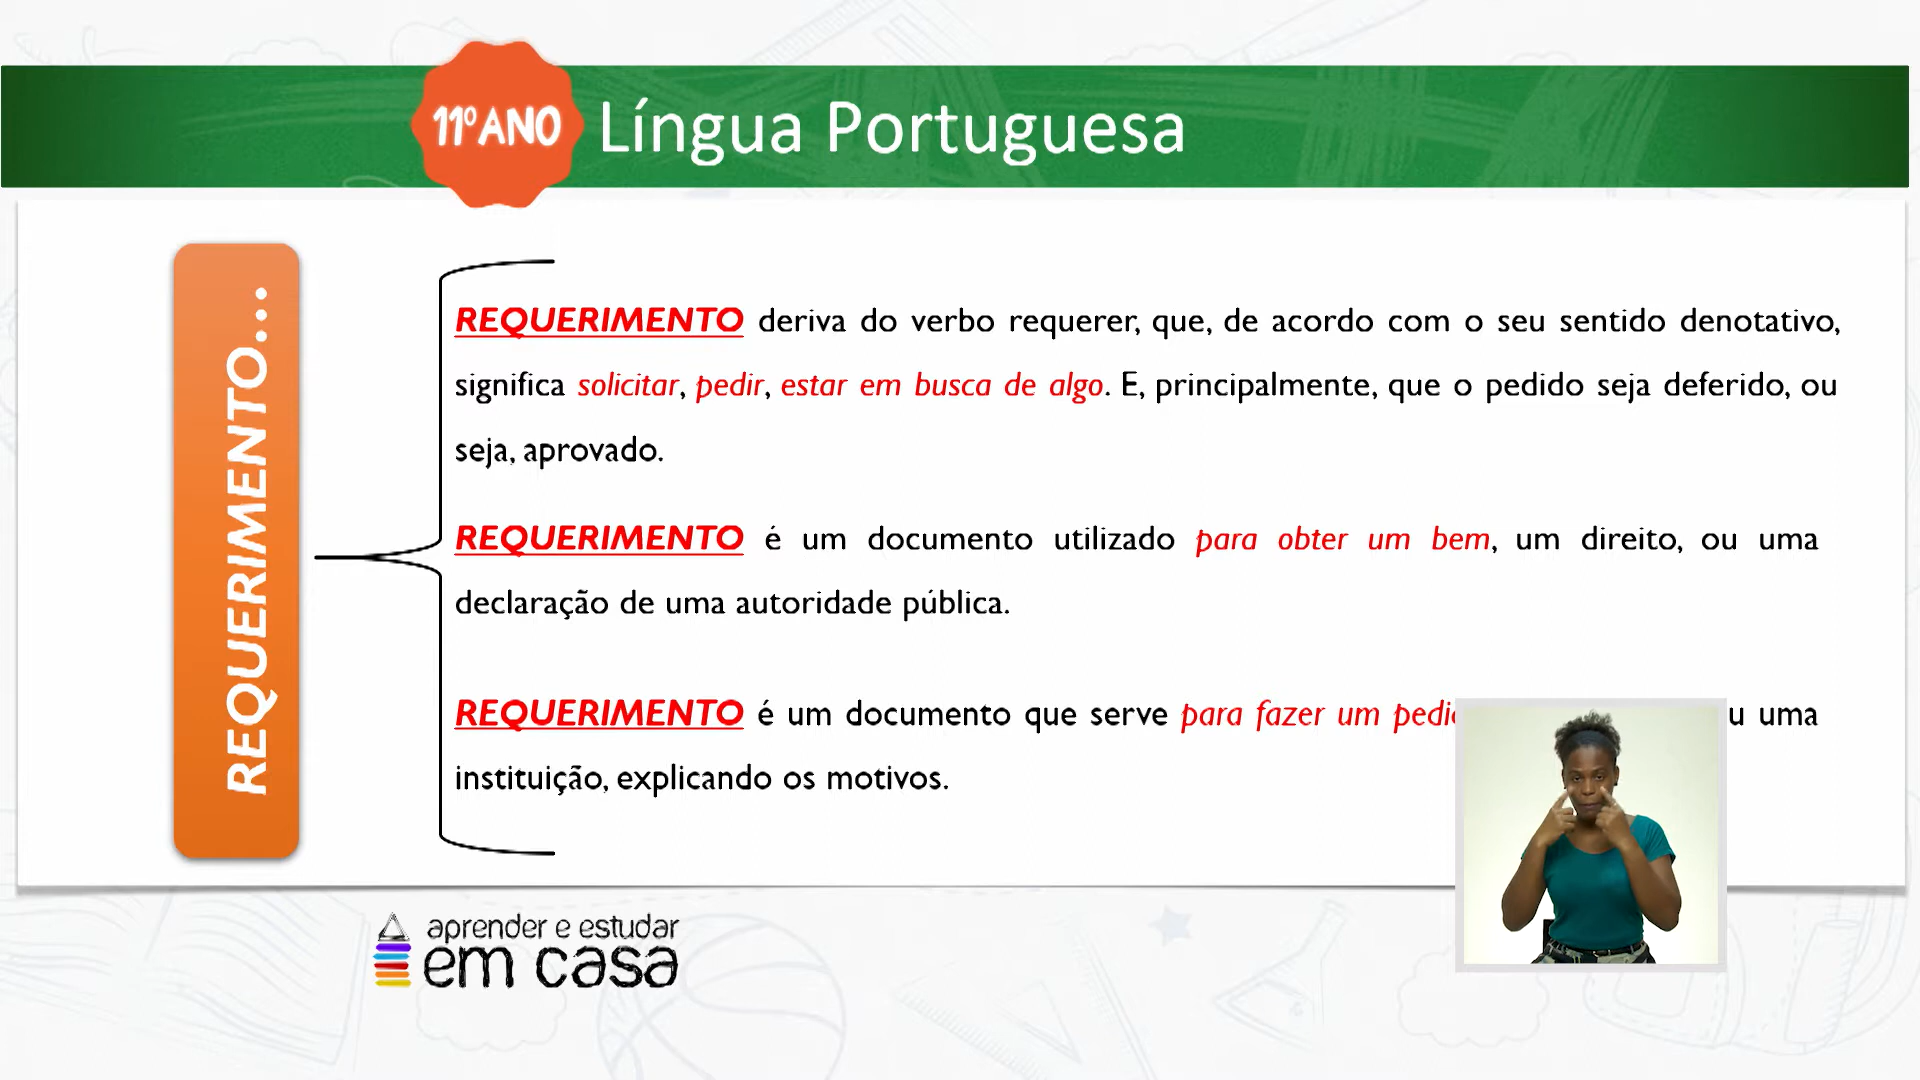 11º ANO Língua Portuguesa
REQUERIMENTO...
REQUERIMENTO deriva do verbo requerer, que, de acordo com o seu sentido denotativo,
significa solicitar, pedir, estar em busca de algo. E, principalmente, que o pedido seja deferido, ou
seja, aprovado.
REQUERIMENTO é um documento utilizado para obter um bem, um direito, ou uma
declaração de uma autoridade pública.
REQUERIMENTO é um documento que serve para fazer um uma
instituição, explicando os motivos.
aprender e estudar
em casa